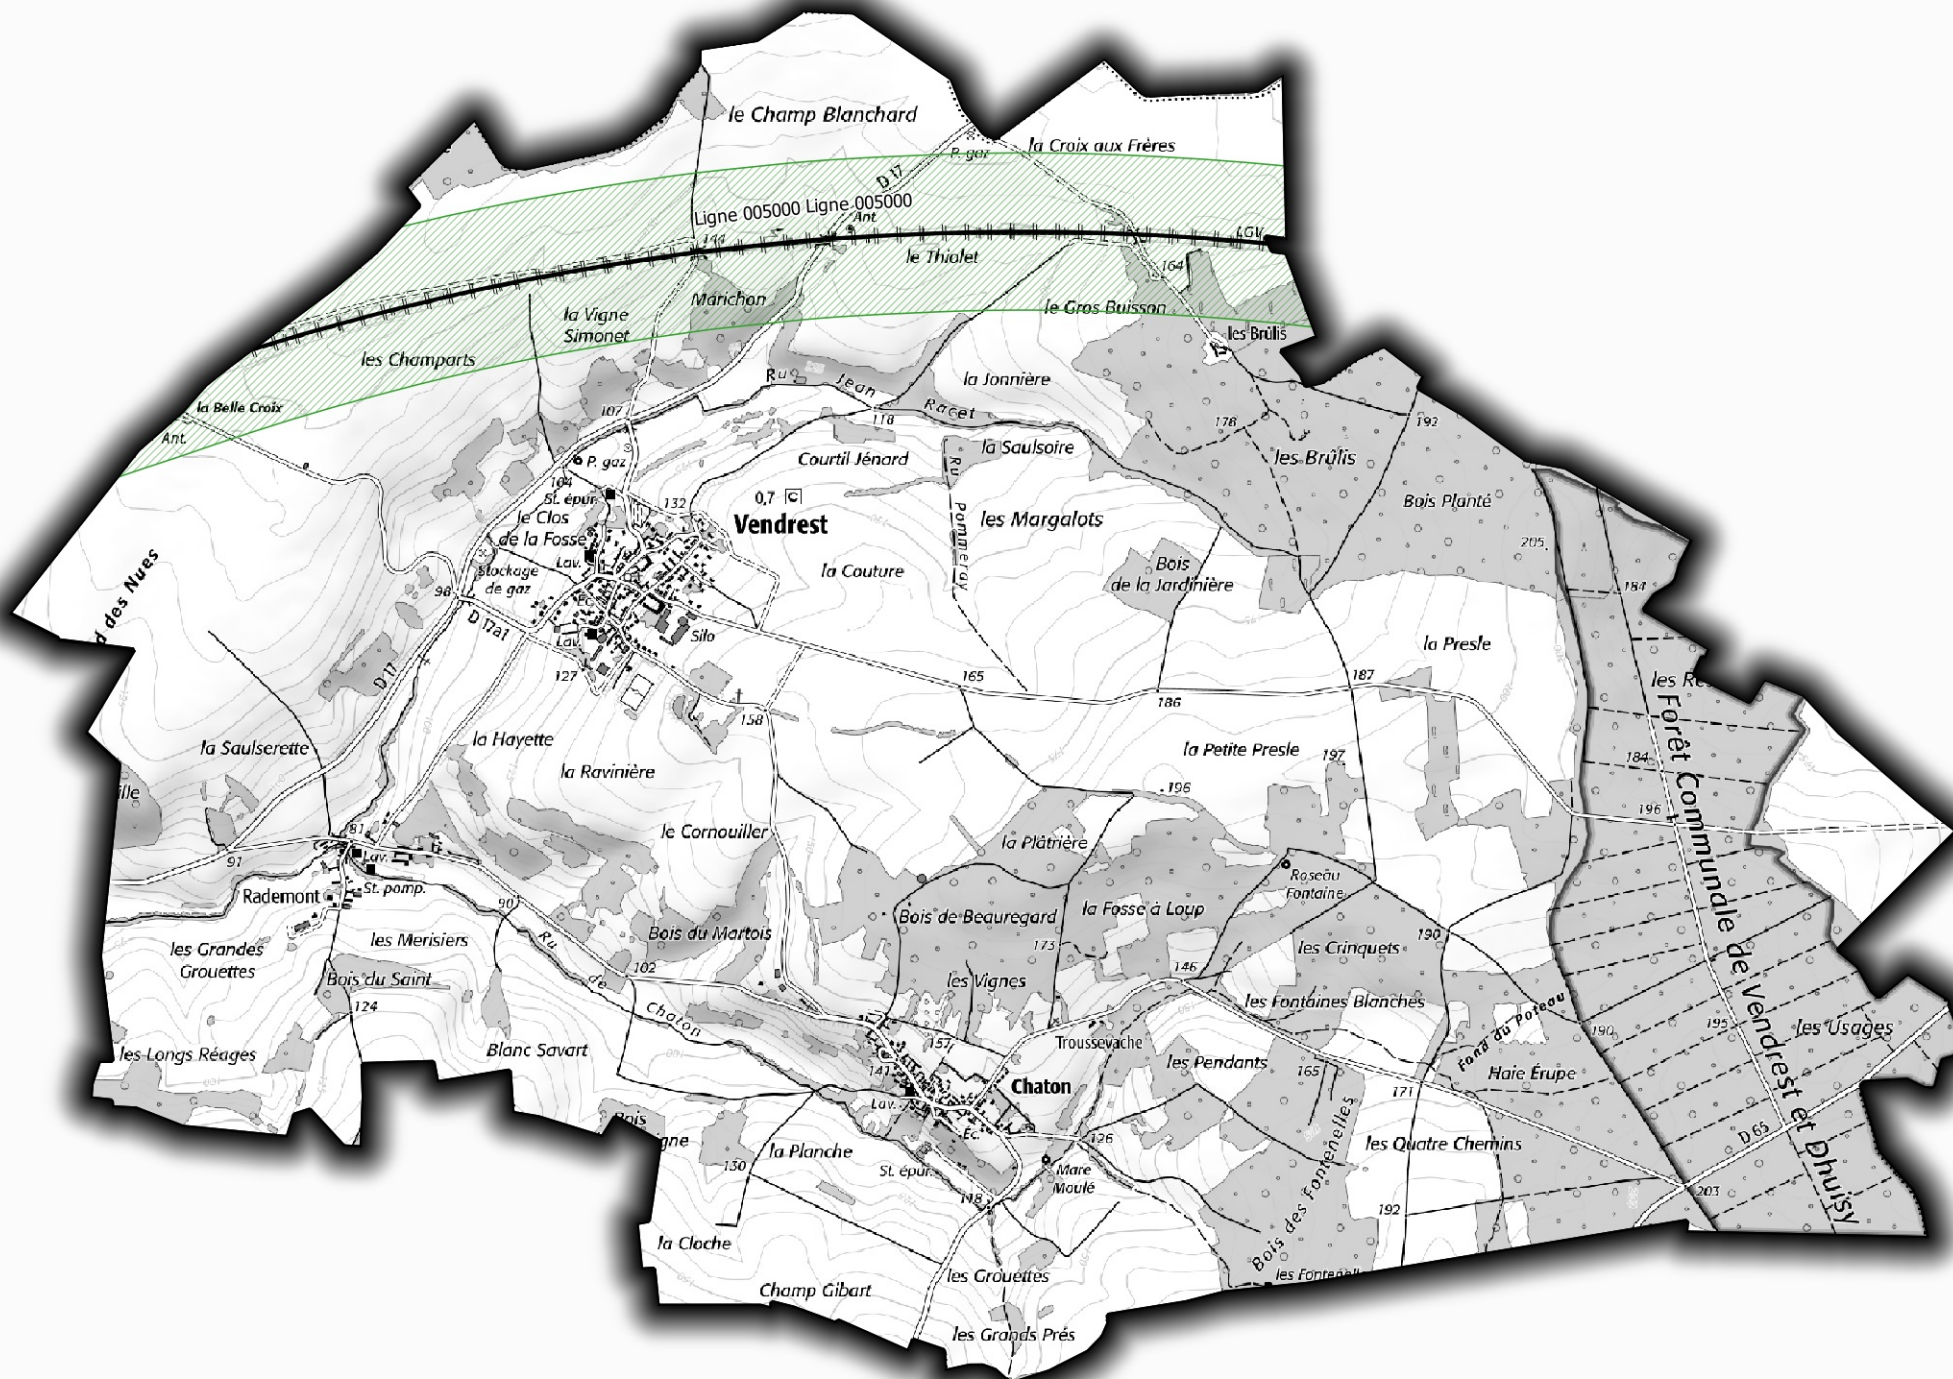 le Champ Blanchard
la Croix aux Frères
P. gaz
D 17
Ligne 005000 Ligne 005000
Ant.
LGV
le Thiolet
164
Marichon
la Vigne
Simonet
le Gros Buisson
les Brûlis
les Champarts
Ru Jean Racet
la Jonnière
la Belle Croix
Ant.
107
118
178
192
la Saulsoire
Courtil Jénard
les Brûlis
P. gaz
104
St. épur.
132
0,7 C
Vendrest
Bois Planté
le Clos
de la Fosse
Ru Pommeray
les Margalots
205
Lav.
Stockage
de gaz
la Couture
Bois
de la Jardinière
184
d des Nues
98
D 17a1
Silo
Lav.
la Presle
127
D 17
165
187
186
les Re
158
la Saulserette
la Hayette
la Petite Presle
197
184
la Ravinière
ille
196
196
81
le Cornouiller
la Plâtrière
91
Lav.
St. pomp.
Rademont
Roseau
Fontaine
90
Bois de Beauregard
la Fosse à Loup
les Grandes
Grouettes
les Merisiers
Bois du Martois
173
les Crinquets
190
Forêt Communale de Vendrest et Dhuisy
102
146
Bois du Saint
les Vignes
124
les Fontaines Blanches
Ru de Chaton
Fond du Poteau
190
195
les Usages
les Longs Réages
Blanc Savart
157
Troussevache
les Pendants
165
Haie Érupe
141
Chaton
171
Lav.
Bois
gne
Éc.
126
D 65
les Quatre Chemins
la Planche
130
St. épur.
Mare
Moulé
118
192
203
Bois des Fontenelles
la Cloche
les Grouettes
les Fontenell
Champ Gibart
les Grands Prés